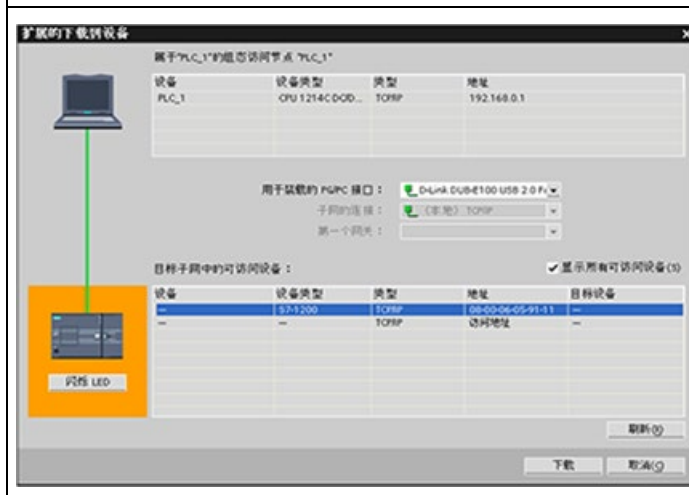 扩展的下载到设备
属于"PLC_1"的组态访问节点 "PLC_1"
设备 设备类型 类型 地址
PLC_1 CPU 1214C DC/D... TCP/IP 192.168.0.1
用于装载的 PG/PC 接口：
D-Link DUB-E100 USB 2.0 Fa
子网的连接：
（本地） TCP/IP
第一个网关：
目标子网中的可访问设备：
显示所有可访问设备(S)
设备 设备类型 类型 地址 目标设备
— S7-1200 TCP/IP 08-00-06-05-91-11 —
— — TCP/IP 访问地址 —
闪烁 LED
刷新(R)
下载 取消(C)